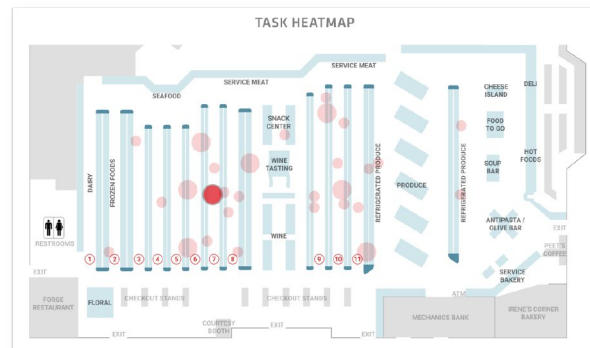 TASK HEATMAP
SERVICE MEAT
SERVICE MEAT
SEAFOOD
SNACK
CENTER
WINE
TASTING
WINE
DAIRY
FROZEN FOODS
REFRIGERATED PRODUCE
PRODUCE
REFRIGERATED PRODUCE
CHEESE
ISLAND
FOOD
TO GO
SOUP
BAR
DELI
HOT
FOODS
ANTIPASTA /
OLIVE BAR
EXIT
PEET'S
COFFEE
SERVICE
BAKERY
RESTROOMS
1 2 3 4 5 6 7 8 9 10 11
EXIT
FORGE
RESTAURANT
FLORAL
CHECKOUT STANDS
CHECKOUT STANDS
ATM
MECHANICS BANK
IRENE'S CORNER
BAKERY
COURTESY
BOOTH
EXIT
EXIT
EXIT